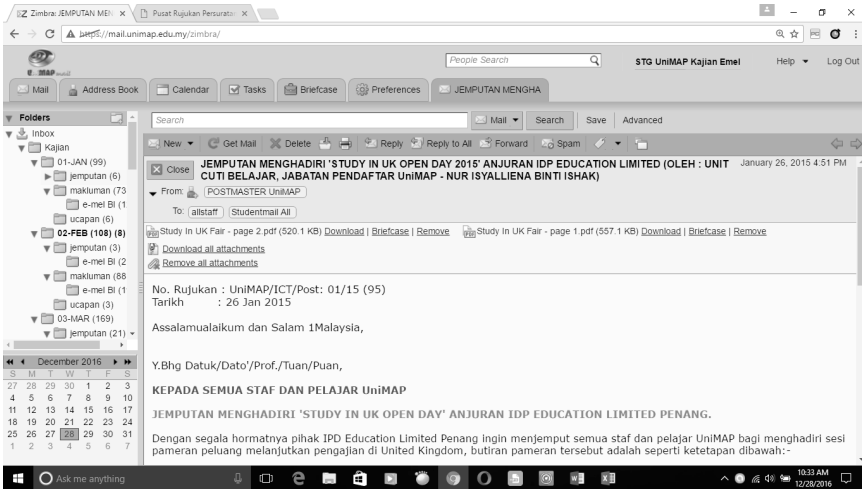 Zimbra: JEMPUTAN MEN
Pusat Rujukan Persuratan
https://mail.unimap.edu.my/zimbra/
UniMAP mail
People Search
STG UniMAP Kajian Emel
Help
Log Out
Mail
Address Book
Calendar
Tasks
Briefcase
Preferences
JEMPUTAN MENGHA
Folders
Search
Mail
Search
Save
Advanced
Inbox
Kajian
01-JAN (99)
jemputan (6)
makluman (73
e-mel BI (1
ucapan (6)
02-FEB (108) (8)
jemputan (3)
e-mel BI (2
makluman (88
e-mel BI (1
ucapan (3)
03-MAR (169)
jemputan (21)
New
Get Mail
Delete
Reply
Reply to All
Forward
Spam
Close
JEMPUTAN MENGHADIRI 'STUDY IN UK OPEN DAY 2015' ANJURAN IDP EDUCATION LIMITED (OLEH : UNIT
CUTI BELAJAR, JABATAN PENDAFTAR UniMAP - NUR ISYALLIENA BINTI ISHAK)
January 26, 2015 4:51 PM
From: POSTMASTER UniMAP
To: allstaff Studentmail All
Study In UK Fair - page 2.pdf (520.1 KB) Download | Briefcase | Remove
Study In UK Fair - page 1.pdf (557.1 KB) Download | Briefcase | Remove
Download all attachments
Remove all attachments
No. Rujukan : UniMAP/ICT/Post: 01/15 (95)
Tarikh : 26 Jan 2015
Assalamualaikum dan Salam 1Malaysia,
Y.Bhg Datuk/Dato'/Prof./Tuan/Puan,
KEPADA SEMUA STAF DAN PELAJAR UniMAP
JEMPUTAN MENGHADIRI 'STUDY IN UK OPEN DAY' ANJURAN IDP EDUCATION LIMITED PENANG.
Dengan segala hormatnya pihak IPD Education Limited Penang ingin menjemput semua staf dan pelajar UniMAP bagi menghadiri sesi
pameran peluang melanjutkan pengajian di United Kingdom, butiran pameran tersebut adalah seperti ketetapan dibawah:-
December 2016
S M T W T F S
27 28 29 30 1 2 3
4 5 6 7 8 9 10
11 12 13 14 15 16 17
18 19 20 21 22 23 24
25 26 27 28 29 30 31
1 2 3 4 5 6 7
Ask me anything
10:33 AM
12/28/2016